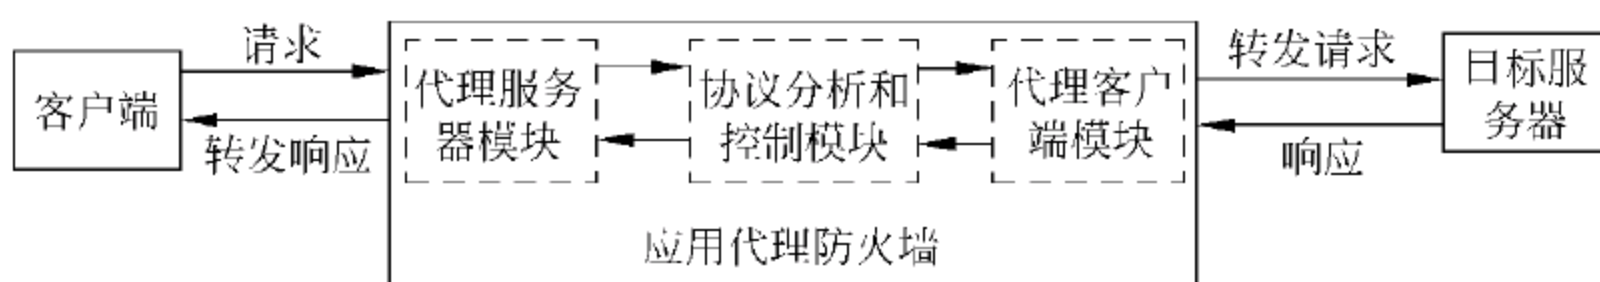 请求
客户端
转发响应
代理服务
器模块
协议分析和
控制模块
代理客户
端模块
应用代理防火墙
转发请求
响应
目标服
务器